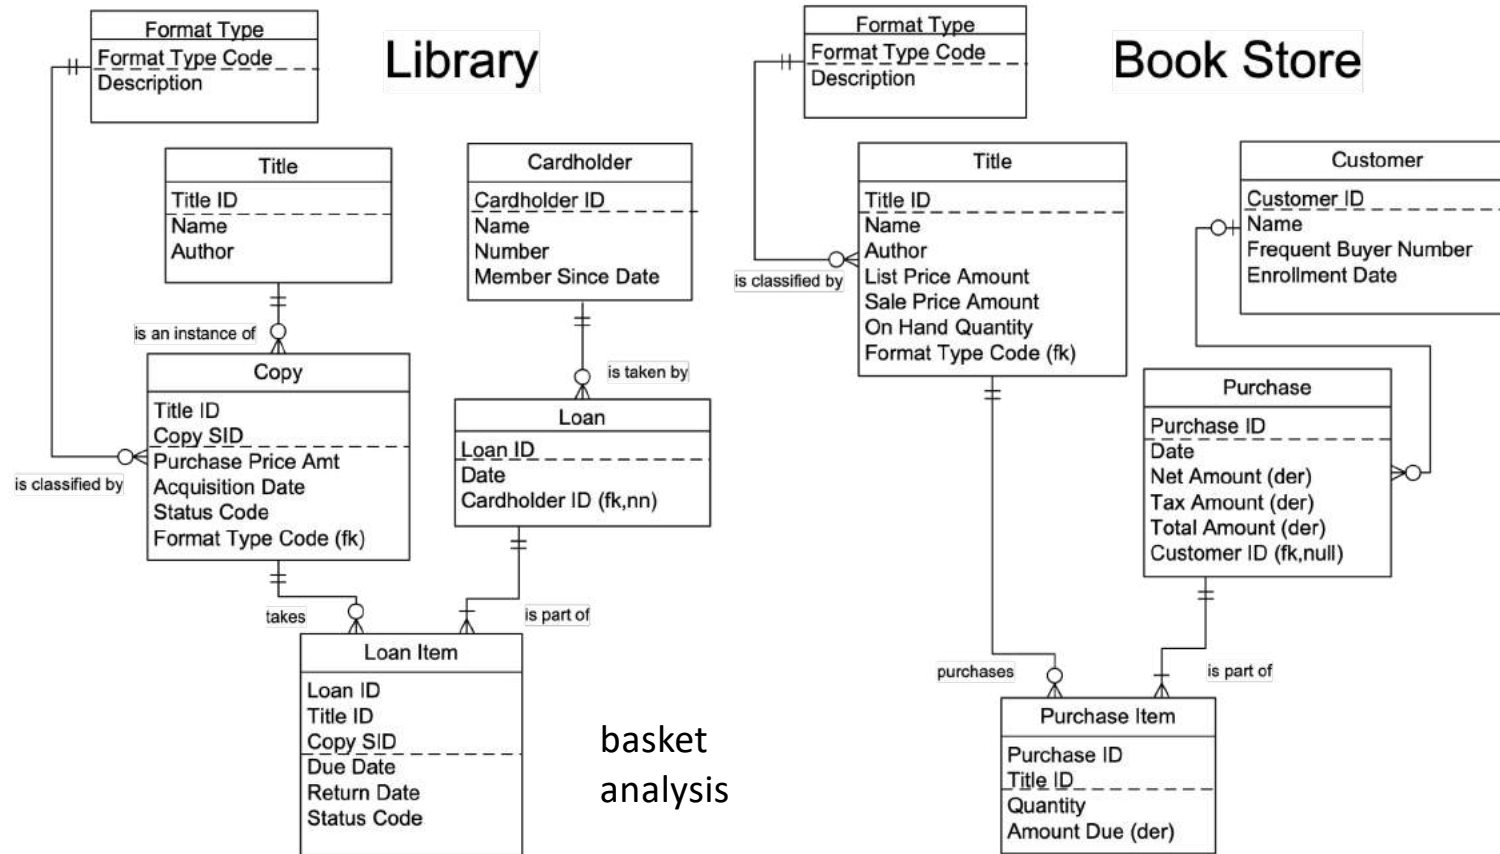 Library
Format Type
Format Type Code
Description
Title
Title ID
Name
Author
Cardholder
Cardholder ID
Name
Number
Member Since Date
is an instance of
is taken by
Copy
Title ID
Copy SID
Purchase Price Amt
Acquisition Date
Status Code
Format Type Code (fk)
is classified by
Loan
Loan ID
Date
Cardholder ID (fk,nn)
takes
is part of
Loan Item
Loan ID
Title ID
Copy SID
Due Date
Return Date
Status Code
basket
analysis
Book Store
Format Type
Format Type Code
Description
Title
Title ID
Name
Author
List Price Amount
Sale Price Amount
On Hand Quantity
Format Type Code (fk)
is classified by
Customer
Customer ID
Name
Frequent Buyer Number
Enrollment Date
Purchase
Purchase ID
Date
Net Amount (der)
Tax Amount (der)
Total Amount (der)
Customer ID (fk,null)
purchases
is part of
Purchase Item
Purchase ID
Title ID
Quantity
Amount Due (der)